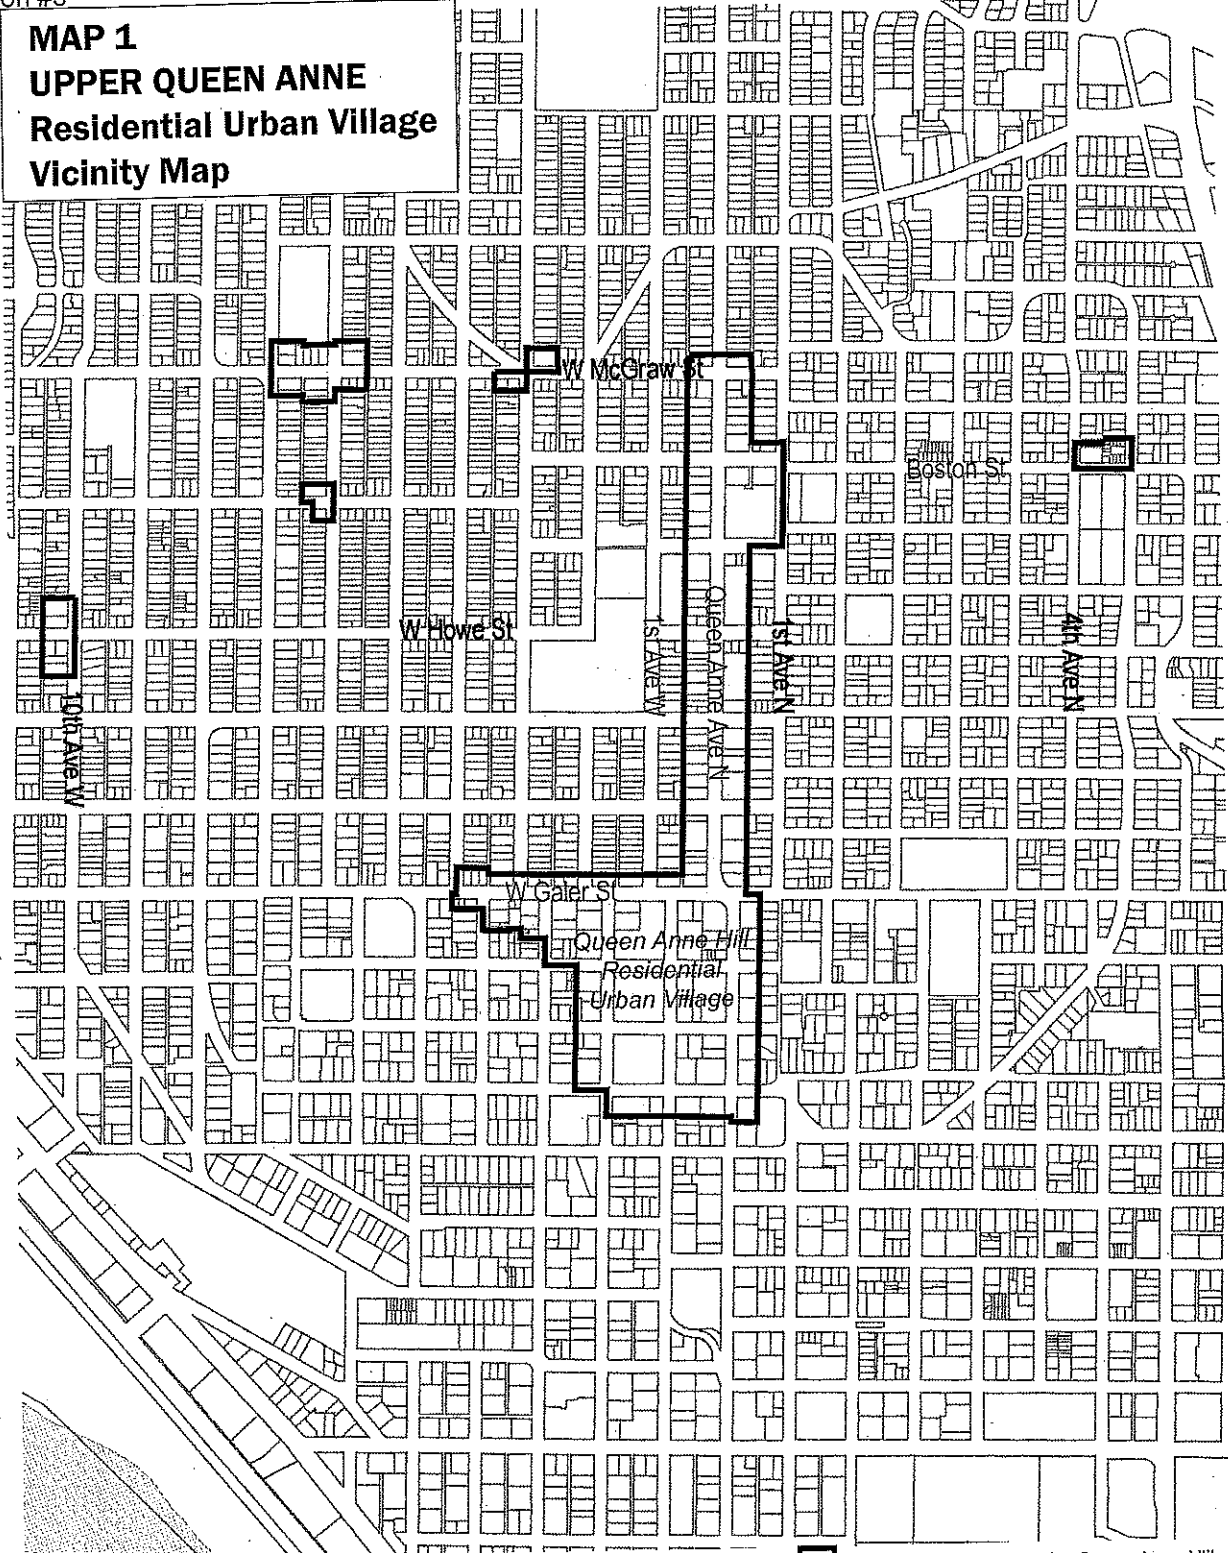 MAP 1
UPPER QUEEN ANNE
Residential Urban Village
Vicinity Map
W McGraw St
Boston St
W Howe St
1st Ave W
Queen Anne Ave N
1st Ave N
4th Ave N
10th Ave W
W Galer St
Queen Anne Hill
Residential
Urban Village